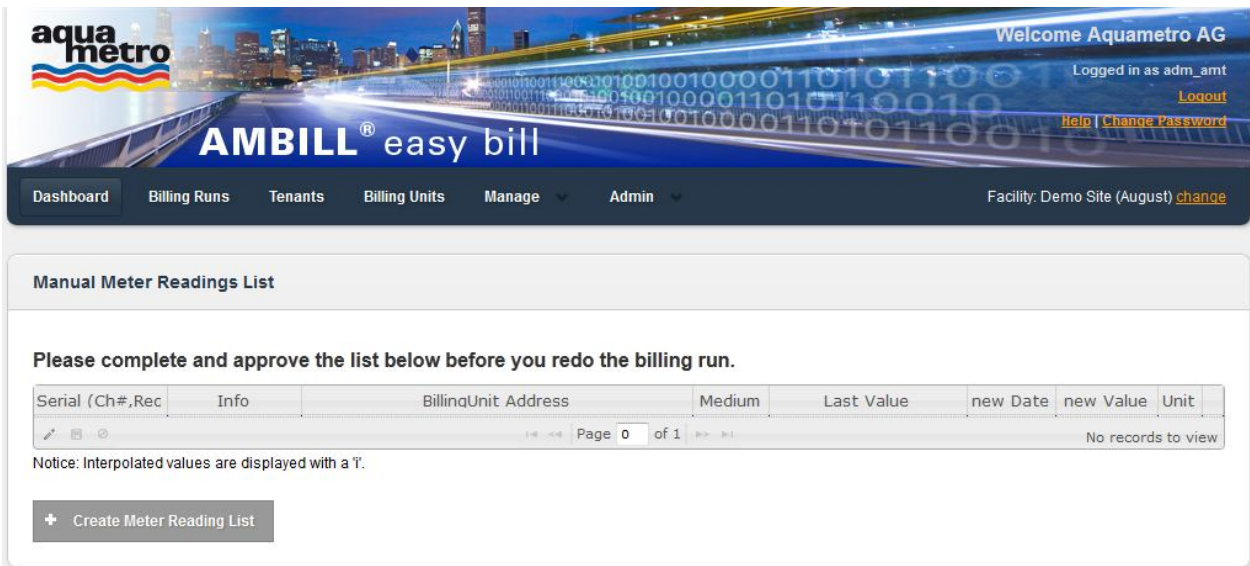 aqua
metro
Welcome Aquametro AG
Logged in as adm_amt
Logout
Help | Change Password
AMBILL® easy bill
Dashboard Billing Runs Tenants Billing Units Manage Admin Facility: Demo Site (August) change
Manual Meter Readings List
Please complete and approve the list below before you redo the billing run.
Serial (Ch#,Rec Info BillingUnit Address Medium Last Value new Date new Value Unit
Page 0 of 1 No records to view
Notice: Interpolated values are displayed with a 'i'.
+ Create Meter Reading List